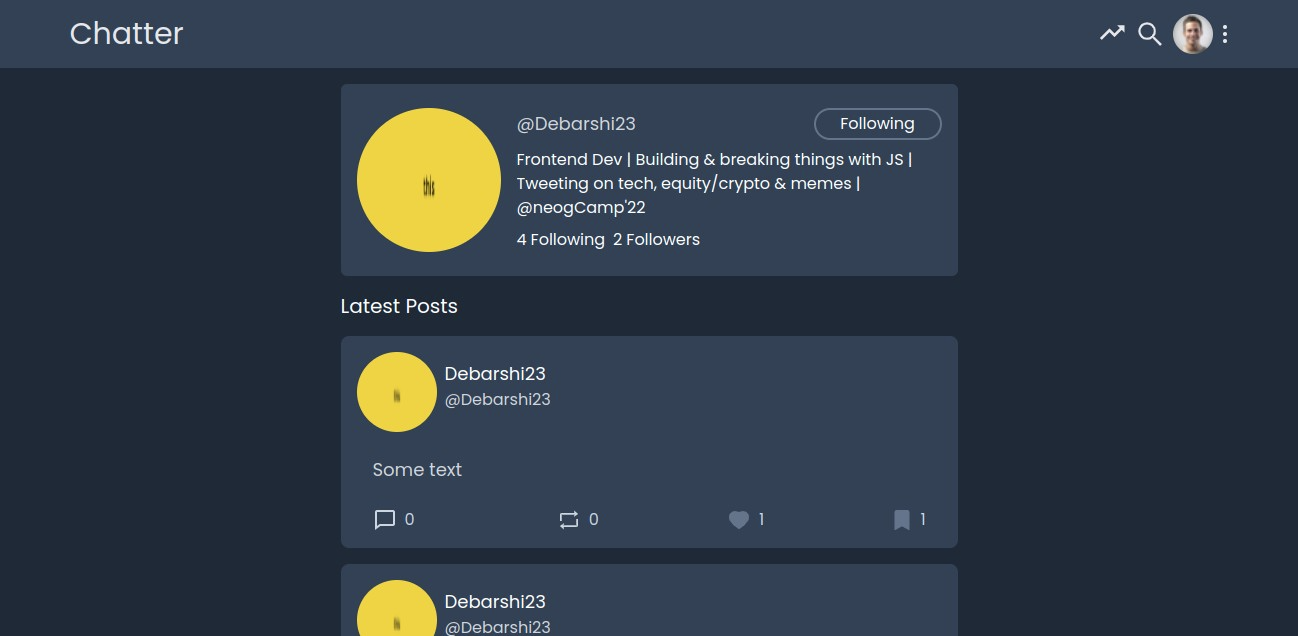 Chatter
@Debarshi23
Following
this
Frontend Dev | Building & breaking things with JS |
Tweeting on tech, equity/crypto & memes |
@neogCamp'22
4 Following 2 Followers
Latest Posts
Debarshi23
@Debarshi23
Some text
0 0 1 1
Debarshi23
@Debarshi23